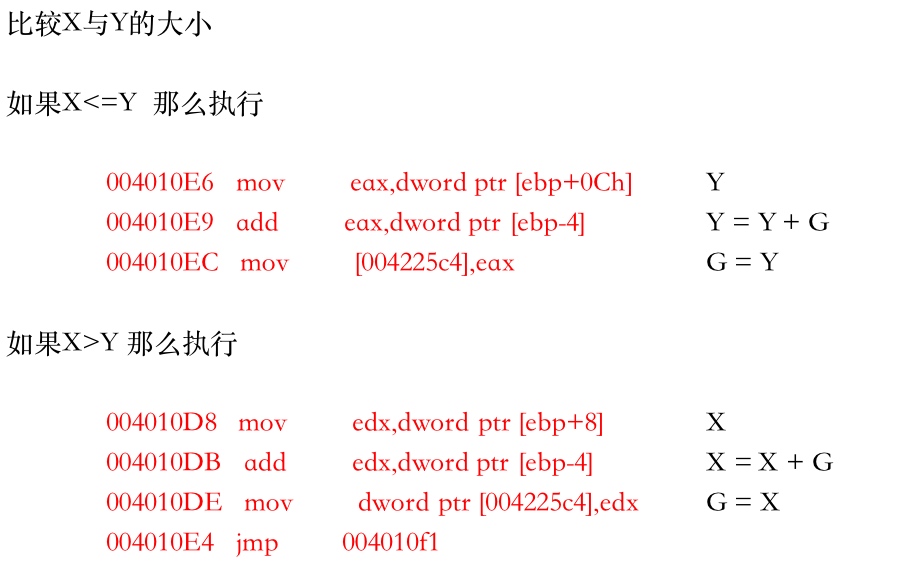 比较X与Y的大小
如果X<=Y 那么执行
004010E6 mov eax,dword ptr [ebp+0Ch] Y
004010E9 add eax,dword ptr [ebp-4] Y = Y + G
004010EC mov [004225c4],eax G = Y
如果X>Y 那么执行
004010D8 mov edx,dword ptr [ebp+8] X
004010DB add edx,dword ptr [ebp-4] X = X + G
004010DE mov dword ptr [004225c4],edx G = X
004010E4 jmp 004010f1